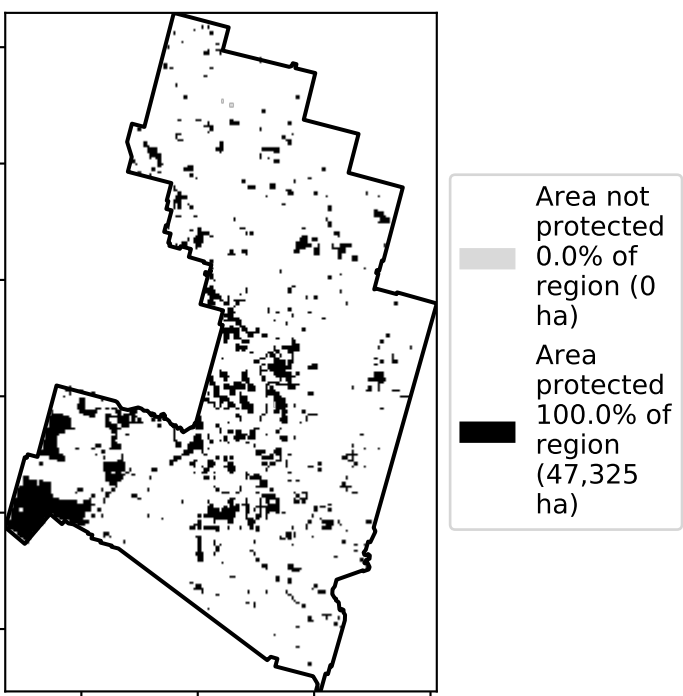 Area not
protected
0.0% of
region (0
ha)
Area
protected
100.0% of
region
(47,325
ha)